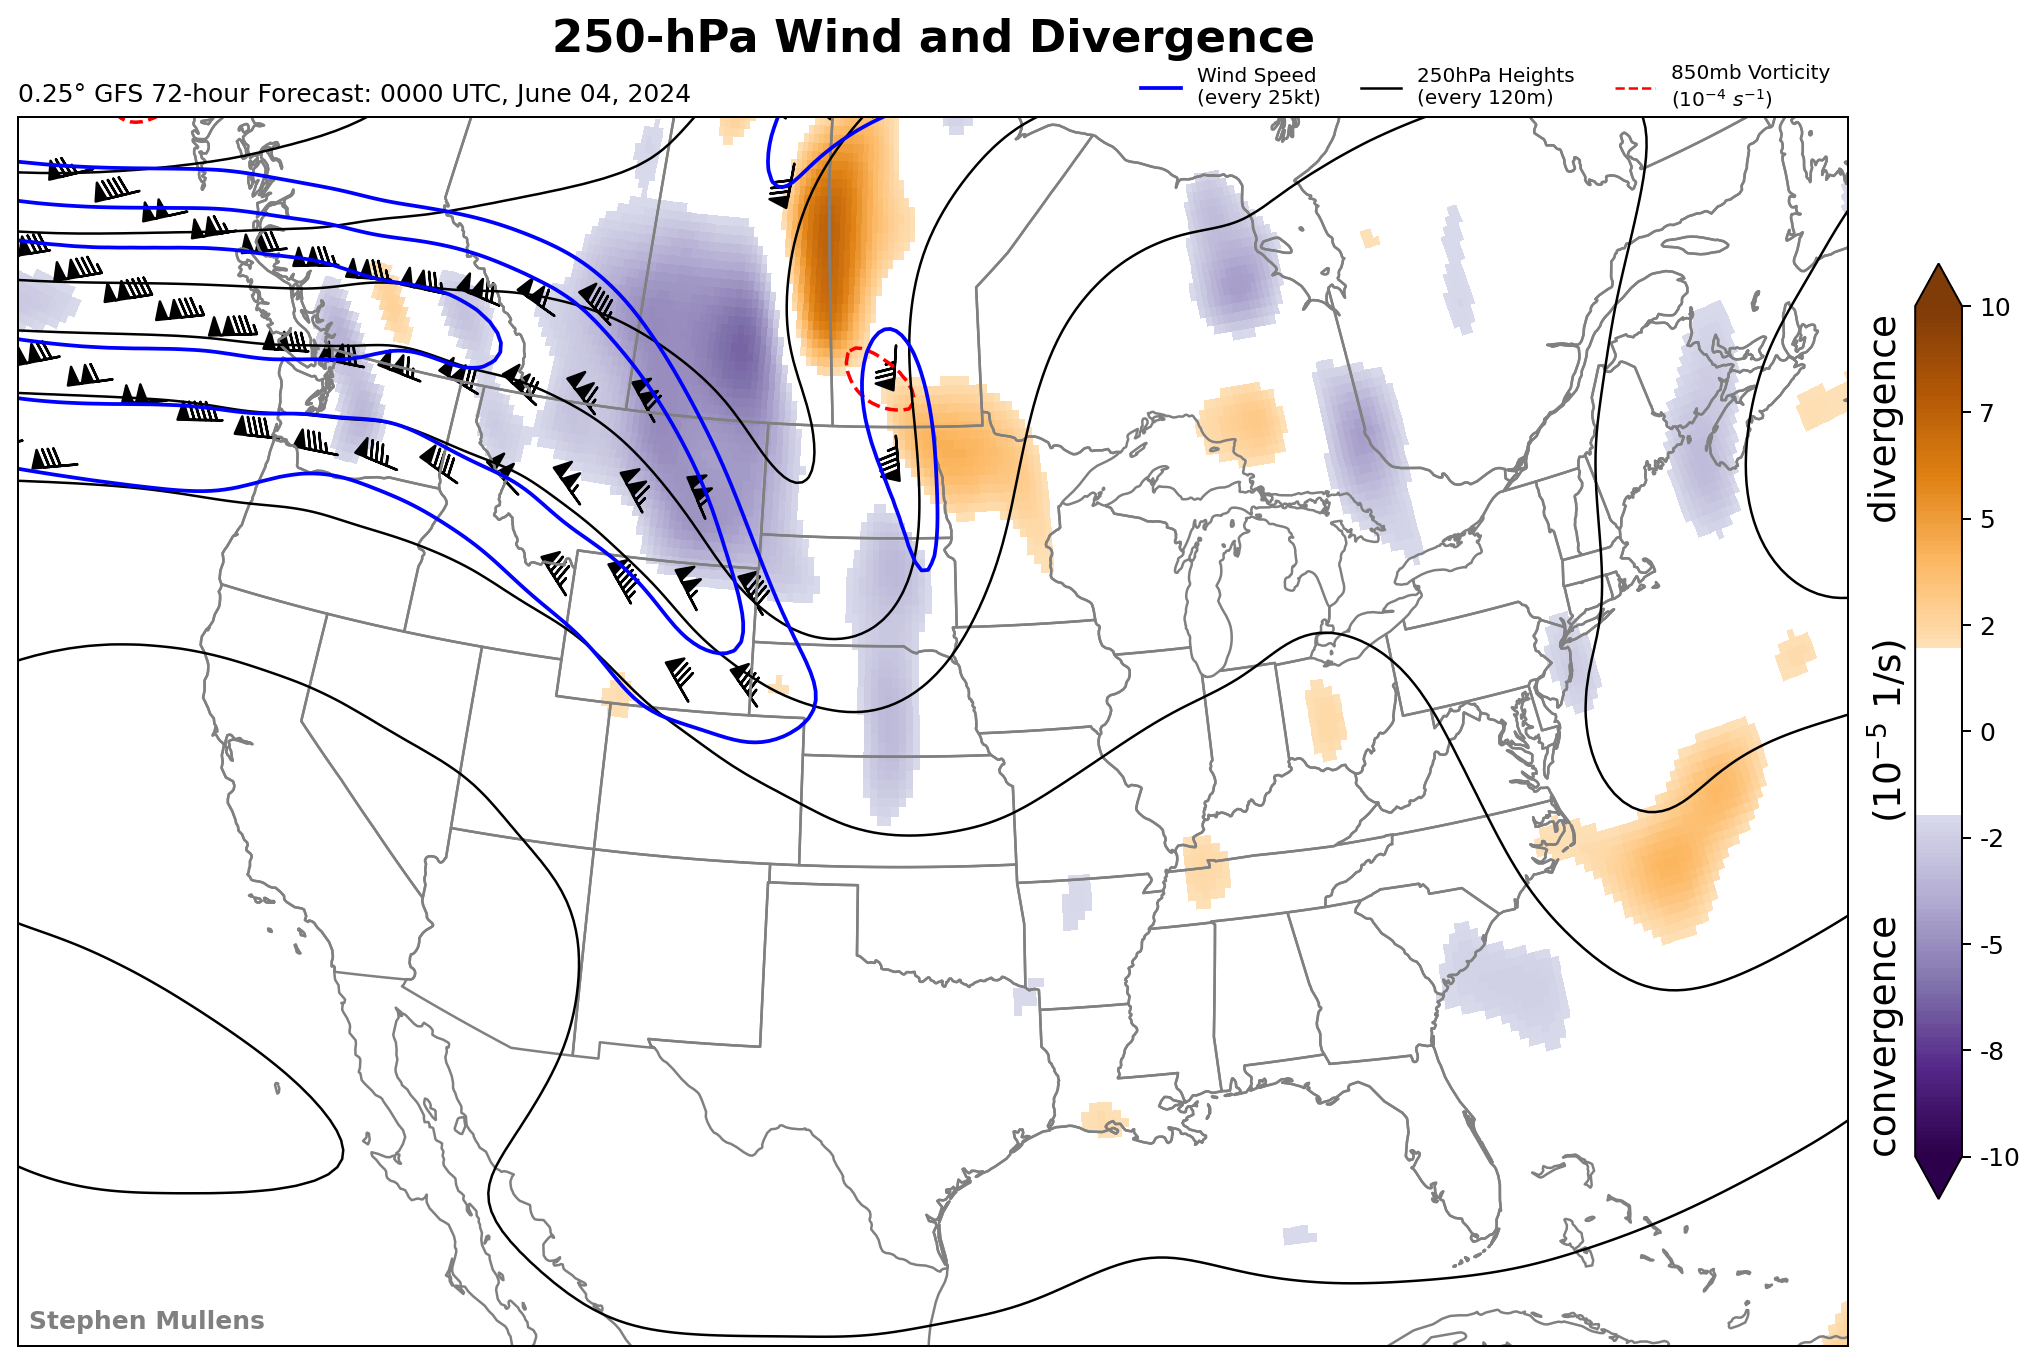 250-hPa Wind and Divergence
0.25° GFS 72-hour Forecast: 0000 UTC, June 04, 2024
Wind Speed
(every 25kt)
250hPa Heights
(every 120m)
850mb Vorticity
(10⁻⁴ s⁻¹)
10
7
5
2
0
-2
-5
-8
-10
convergence (10⁻⁵ 1/s) divergence
Stephen Mullens